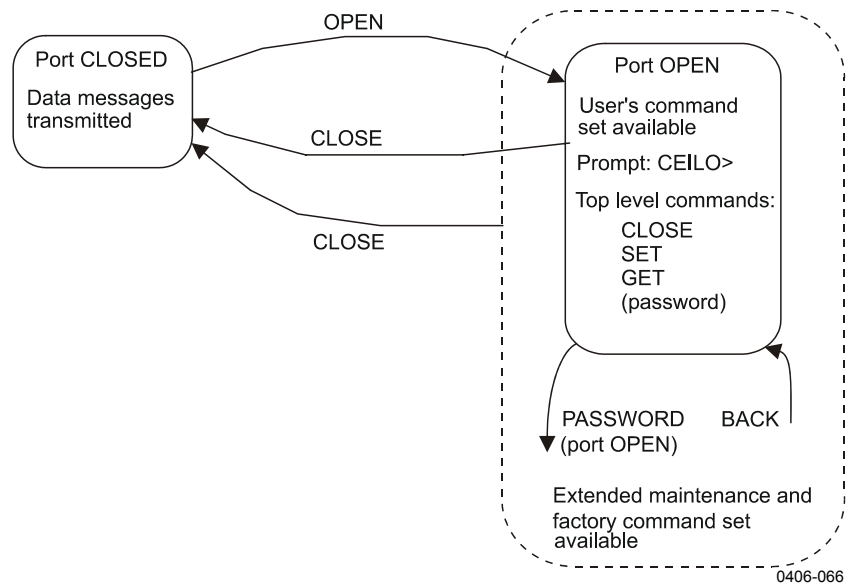 OPEN
Port CLOSED
Data messages
transmitted
CLOSE
CLOSE
Port OPEN
User's command
set available
Prompt: CEILO>
Top level commands:
CLOSE
SET
GET
(password)
PASSWORD
(port OPEN)
BACK
Extended maintenance and
factory command set
available
0406-066